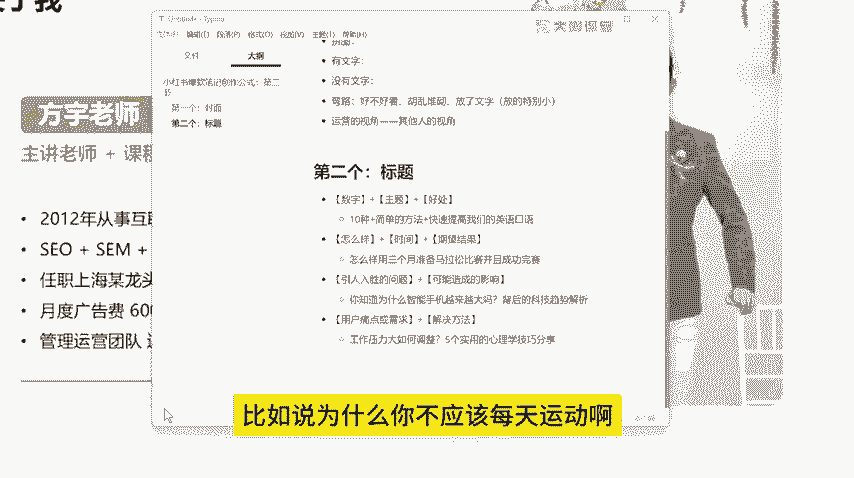 于我
Untitled - Typora
文件 编辑(E) 段落(P) 格式(O) 视图(V) 主题(T) 帮助(H)
文件 大纲
小红书爆款笔记创作公式：第二
第一个：封面
第二个：标题
有文字：
没有文字：
弯路：好不好看，胡乱堆砌，放了文字（放的特别小）
运营的视角——其他人的视角
第二个：标题
【数字】+【主题】+【好处】
10种+简单的方法+快速提高我们的英语口语
【怎么样】+【时间】+【期望结果】
怎么样用三个月准备马拉松比赛并且成功完赛
【引人入胜的问题】+【可能造成的影响】
你知道为什么智能手机越来越大吗？背后的科技趋势解析
【用户痛点或需求】+【解决方法】
工作压力大如何调整？5个实用的心理学技巧分享
方宇老师
主讲老师 + 课程
2012年从事互联
SEO + SEM +
任职上海某龙头
月度广告费 600
管理运营团队
比如说为什么你不应该每天运动啊